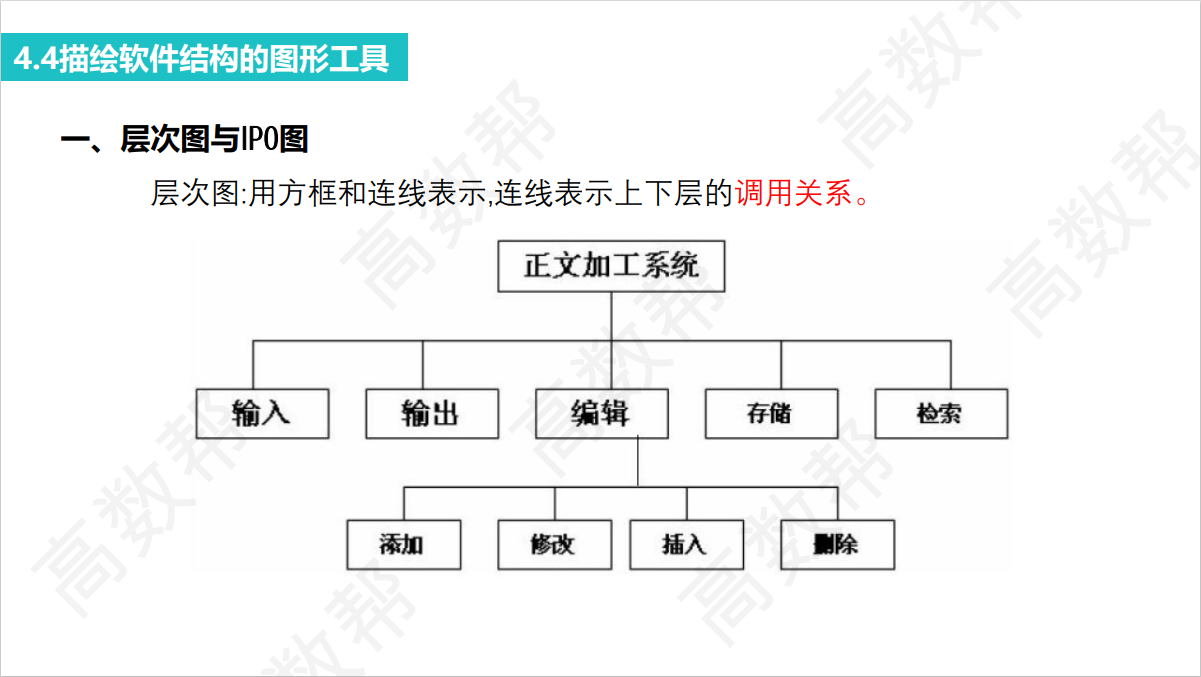 4.4描绘软件结构的图形工具
一、层次图与IPO图
层次图:用方框和连线表示,连线表示上下层的调用关系。
正文加工系统
输入 输出 编辑 存储 检索
添加 修改 插入 删除
高数帮
高数帮
高数帮
高数帮
高数帮
高数帮
高数帮